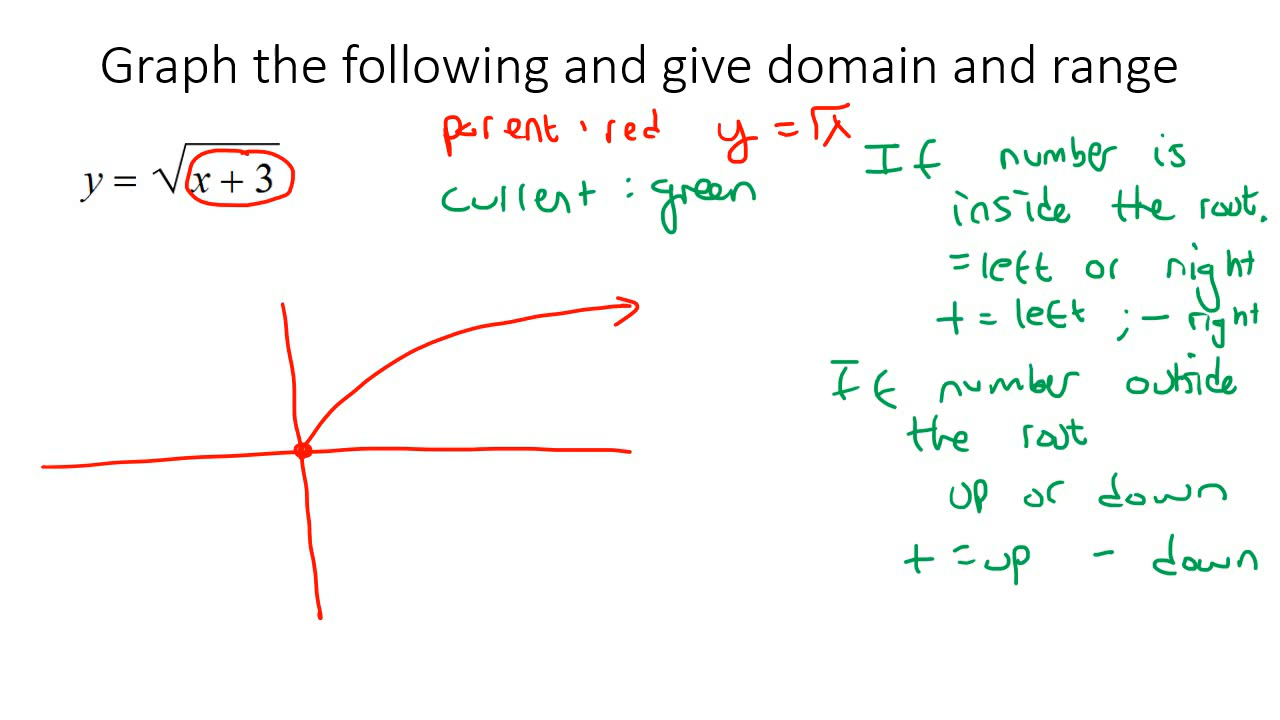 Graph the following and give domain and range
y = √x + 3
parent : red y = √x
current : green
If number is
inside the root.
= left or right
+ = left ; - right
If number outside
the root
up or down
+ = up - down